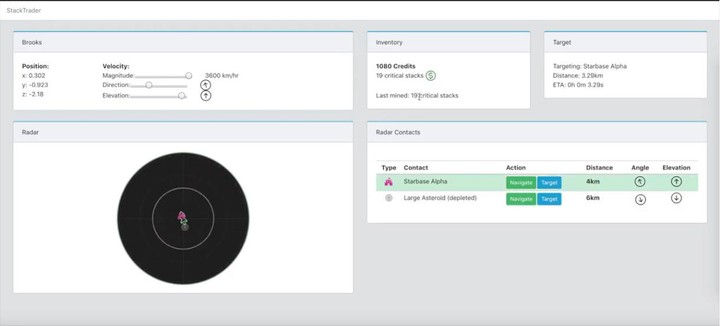 StackTrader
Brooks
Position:
x: 0.302
y: -0.923
z: -2.18
Velocity:
Magnitude: 3600 km/hr
Direction:
Elevation:
Inventory
1080 Credits
19 critical stacks
Last mined: 19 critical stacks
Target
Targeting: Starbase Alpha
Distance: 3.29km
ETA: 0h 0m 3.29s
Radar
Radar Contacts
Type Contact Action Distance Angle Elevation
Starbase Alpha Navigate Target 4km
Large Asteroid (depleted) Navigate Target 6km